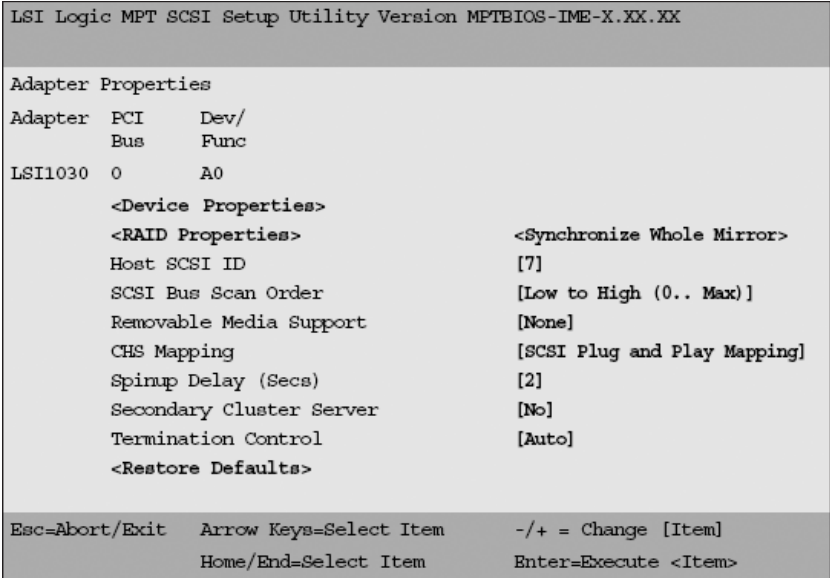 LSI Logic MPT SCSI Setup Utility Version MPTBIOS-IME-X.XX.XX
Adapter Properties
Adapter PCI Dev/
Bus Func
LSI1030 0 A0
<Device Properties>
<RAID Properties> <Synchronize Whole Mirror>
Host SCSI ID [7]
SCSI Bus Scan Order [Low to High (0.. Max)]
Removable Media Support [None]
CHS Mapping [SCSI Plug and Play Mapping]
Spinup Delay (Secs) [2]
Secondary Cluster Server [No]
Termination Control [Auto]
<Restore Defaults>
Esc=Abort/Exit Arrow Keys=Select Item -/+ = Change [Item]
Home/End=Select Item Enter=Execute <Item>